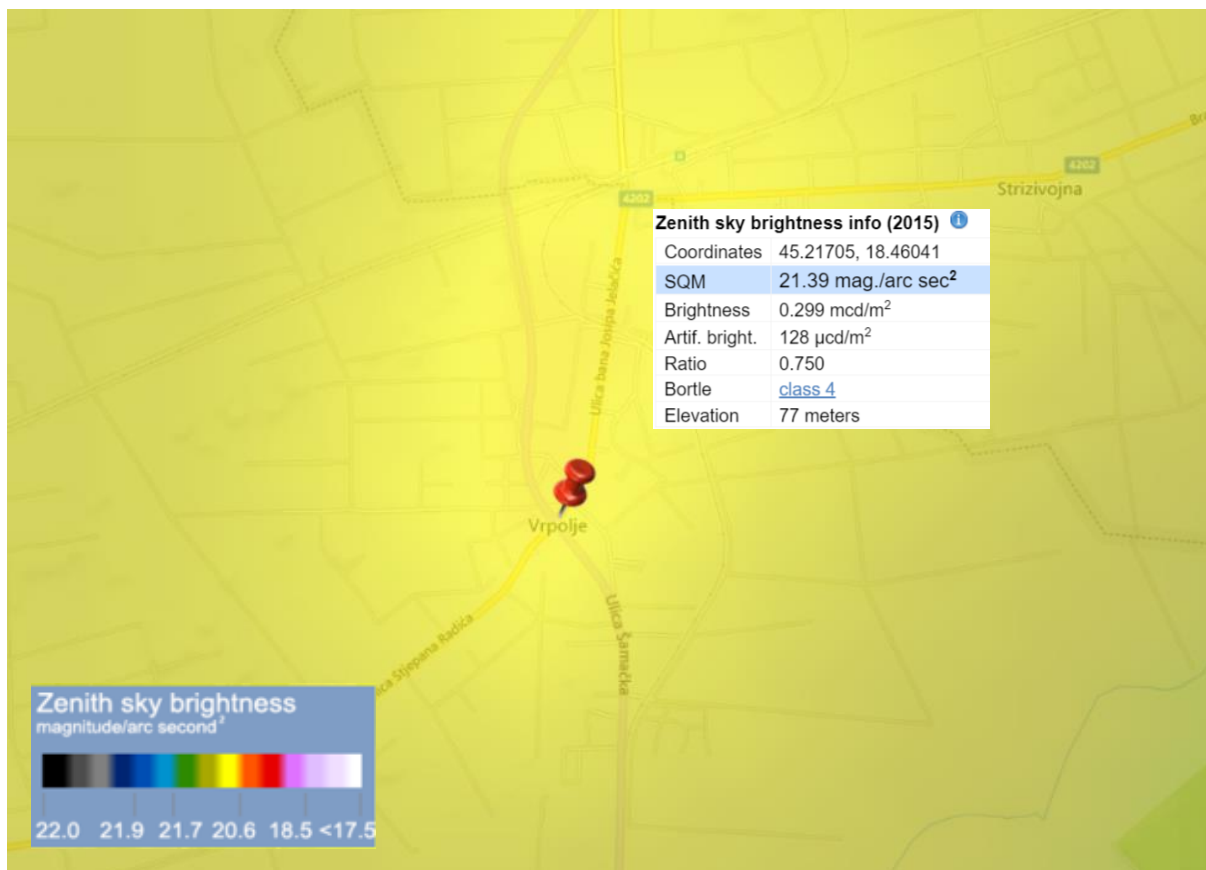 Bra
4202
Strizivojna
4202
Zenith sky brightness info (2015)
Coordinates 45.21705, 18.46041
SQM 21.39 mag./arc sec²
Brightness 0.299 mcd/m²
Artif. bright. 128 µcd/m²
Ratio 0.750
Bortle class 4
Elevation 77 meters
Ulica bana Josipa Jelačića
Vrpolje
Ulica Šamačka
ica Stjepana Radića
Zenith sky brightness
magnitude/arc second²
22.0 21.9 21.7 20.6 18.5 <17.5